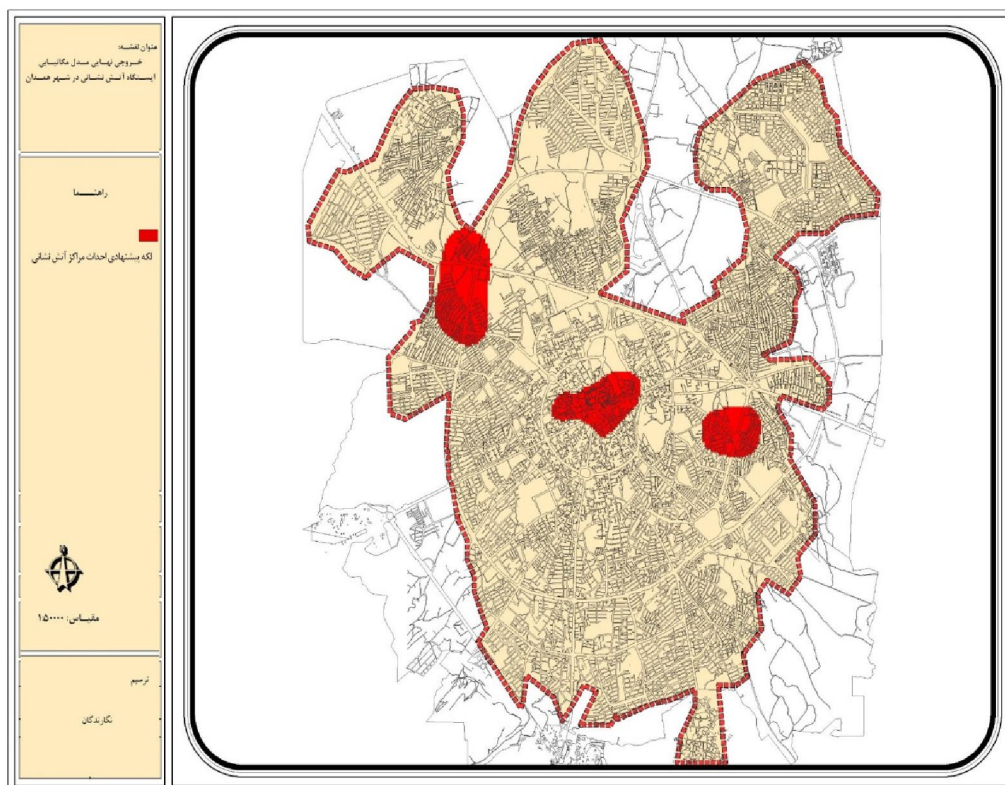 عنوان نقشه:
خروجی نهایی مدل مکانیابی
ایستگاه آتش نشانی در شهر همدان
راهنما
لکه پیشنهادی احداث مراکز آتش نشانی
مقیاس: ۱۵۰۰۰۰
ترسیم
نگارندگان